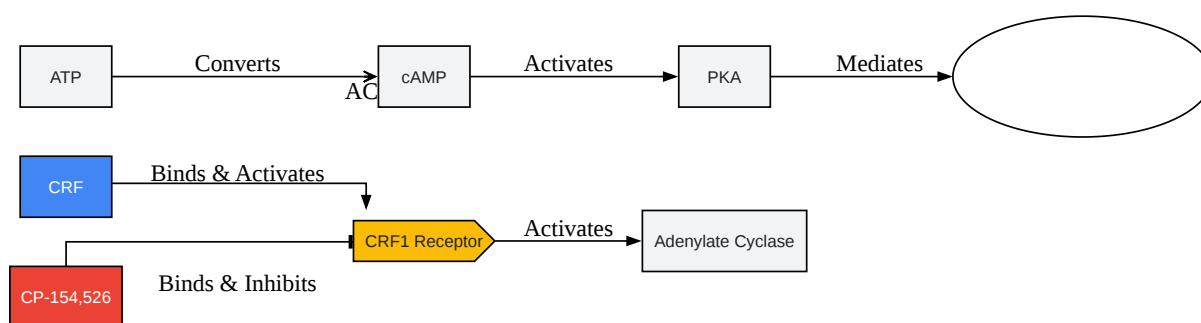 ATP
Converts
AC
cAMP
Activates
PKA
Mediates
CRF
Binds & Activates
CRF1 Receptor
Activates
Adenylate Cyclase
CP-154,526
Binds & Inhibits